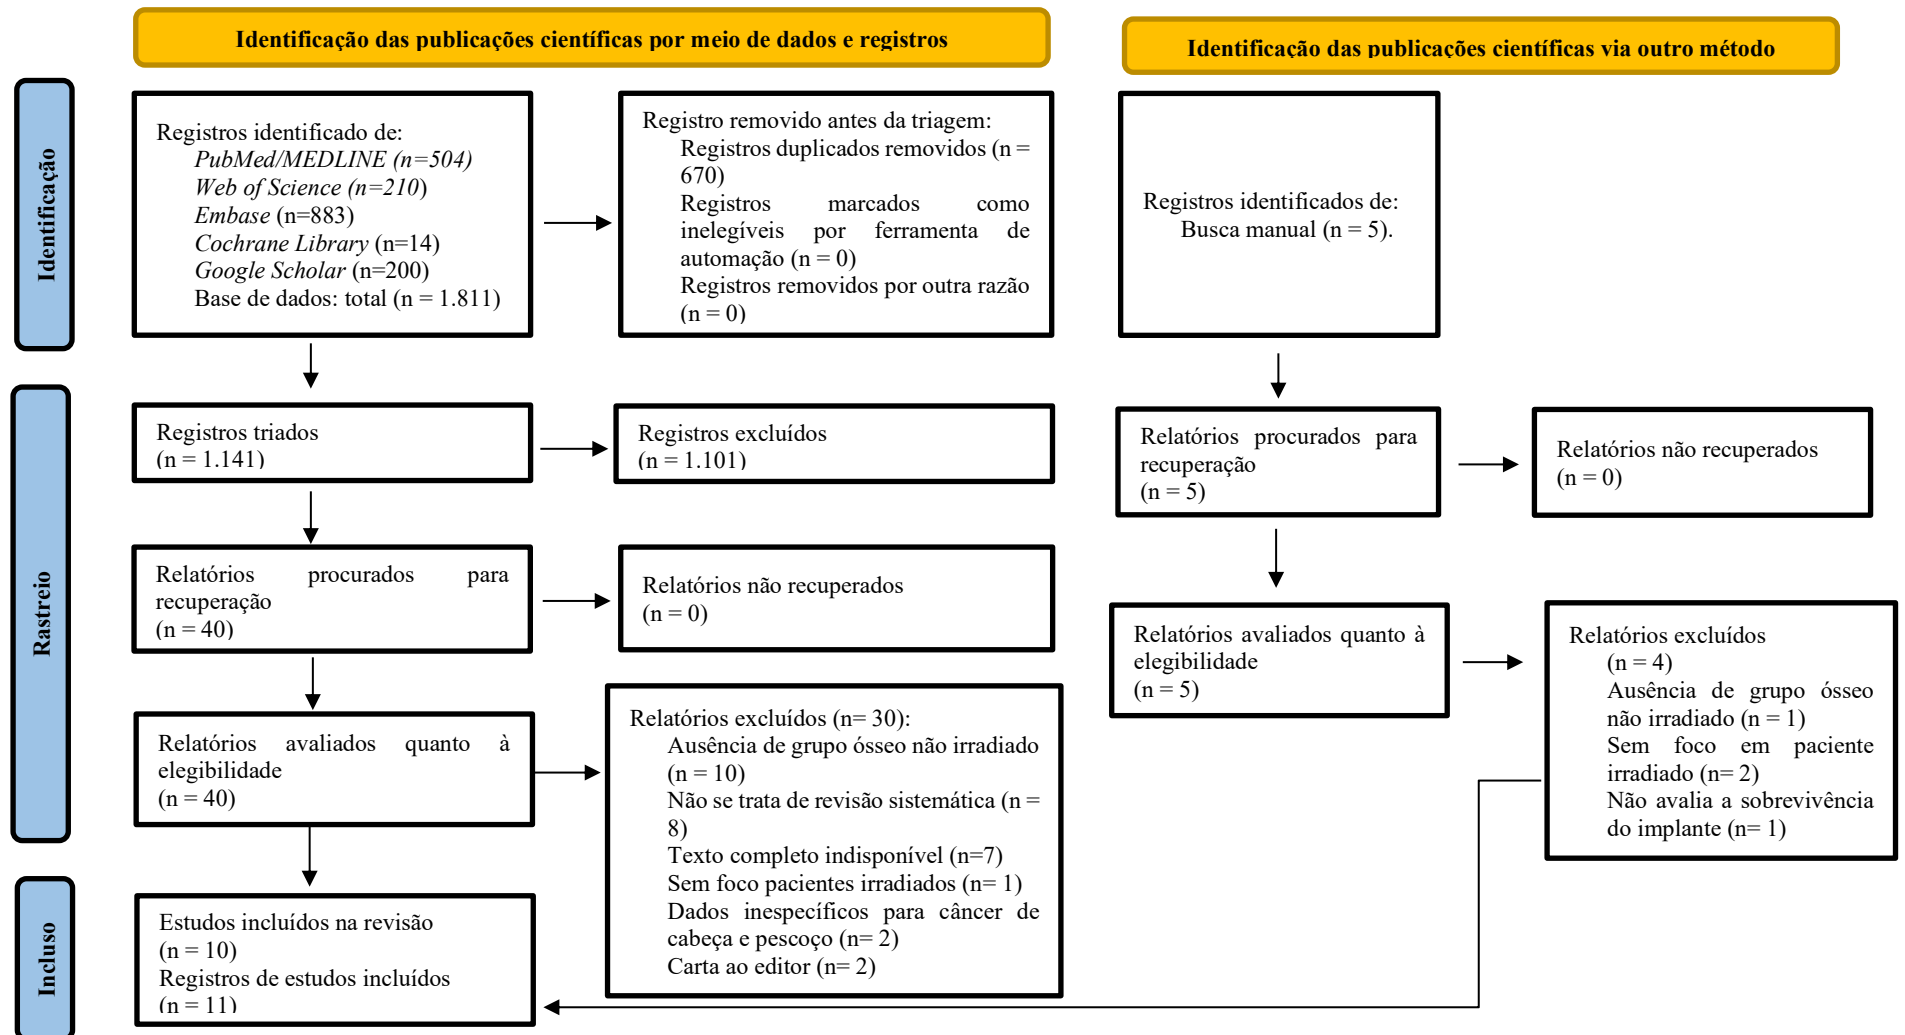 Identificação das publicações científicas por meio de dados e registros
Identificação das publicações científicas via outro método
Identificação
Registros identificado de:
PubMed/MEDLINE (n=504)
Web of Science (n=210)
Embase (n=883)
Cochrane Library (n=14)
Google Scholar (n=200)
Base de dados: total (n = 1.811)
Registro removido antes da triagem:
Registros duplicados removidos (n =
670)
Registros marcados como
inelegíveis por ferramenta de
automação (n = 0)
Registros removidos por outra razão
(n = 0)
Registros identificados de:
Busca manual (n = 5).
Rastreio
Registros triados
(n = 1.141)
Registros excluídos
(n = 1.101)
Relatórios procurados para
recuperação
(n = 5)
Relatórios não recuperados
(n = 0)
Relatórios procurados para
recuperação
(n = 40)
Relatórios não recuperados
(n = 0)
Relatórios avaliados quanto à
elegibilidade
(n = 5)
Relatórios excluídos
(n = 4)
Ausência de grupo ósseo
não irradiado (n = 1)
Sem foco em paciente
irradiado (n= 2)
Não avalia a sobrevivência
do implante (n= 1)
Relatórios avaliados quanto à
elegibilidade
(n = 40)
Relatórios excluídos (n= 30):
Ausência de grupo ósseo não irradiado
(n = 10)
Não se trata de revisão sistemática (n =
8)
Texto completo indisponível (n=7)
Sem foco pacientes irradiados (n= 1)
Dados inespecíficos para câncer de
cabeça e pescoço (n= 2)
Carta ao editor (n= 2)
Incluso
Estudos incluídos na revisão
(n = 10)
Registros de estudos incluídos
(n = 11)